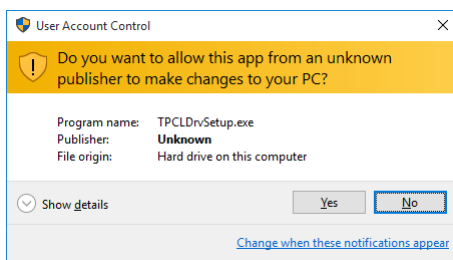 User Account Control
Do you want to allow this app from an unknown
publisher to make changes to your PC?
Program name: TPCLDrvSetup.exe
Publisher: Unknown
File origin: Hard drive on this computer
Show details
Yes
No
Change when these notifications appear